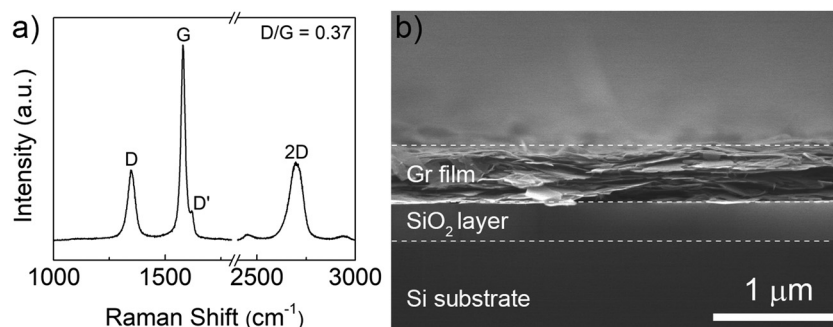 a)
D/G = 0.37
G
D
D'
2D
Intensity (a.u.)
1000
1500
2500
3000
Raman Shift (cm⁻¹)
b)
Gr film
SiO₂ layer
Si substrate
1 µm